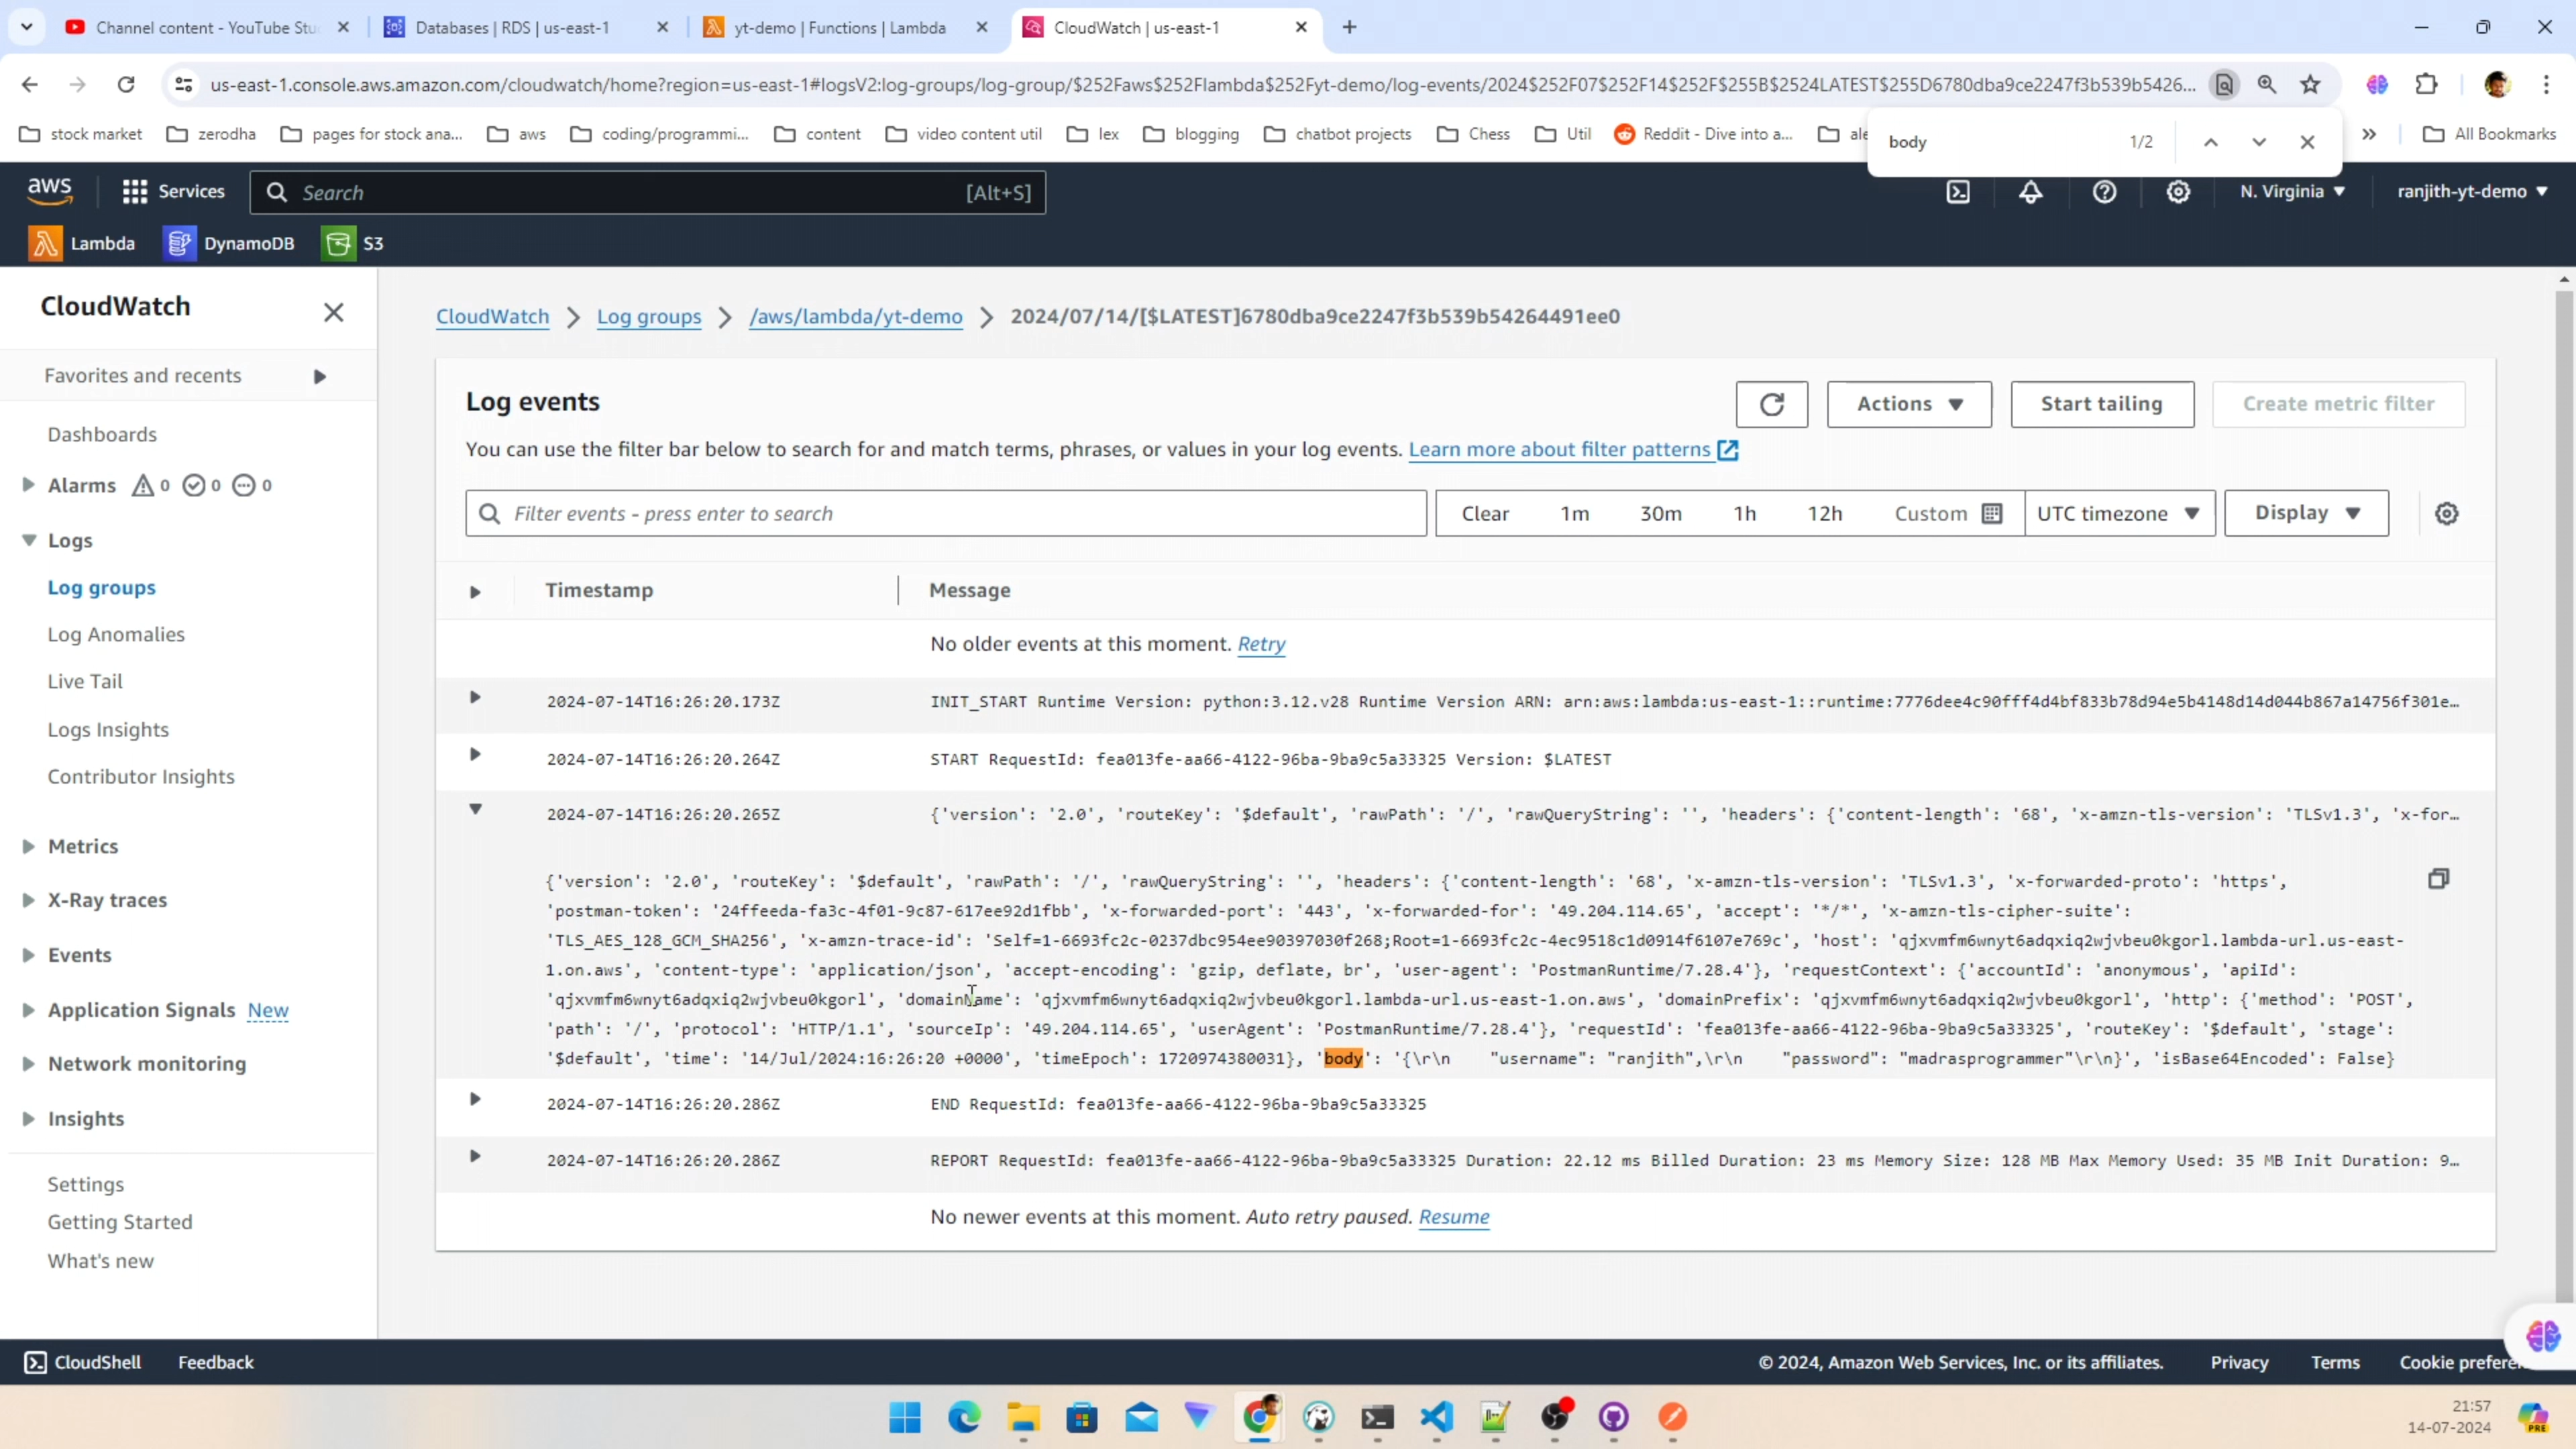 Channel content - YouTube Stu
Databases | RDS | us-east-1
yt-demo | Functions | Lambda
CloudWatch | us-east-1
us-east-1.console.aws.amazon.com/cloudwatch/home?region=us-east-1#logsV2:log-groups/log-group/$252Faws$252Flambda$252Fyt-demo/log-events/2024$252F07$252F14$252F$255B$2524LATEST$255D6780dba9ce2247f3b539b5426...
stock market
zerodha
pages for stock ana...
aws
coding/programmi...
content
video content util
lex
blogging
chatbot projects
Chess
Util
Reddit - Dive into a...
ale
All Bookmarks
body
1/2
aws
Services
Search
[Alt+S]
N. Virginia
ranjith-yt-demo
Lambda
DynamoDB
S3
CloudWatch
Favorites and recents
Dashboards
Alarms 0 0 0
Logs
Log groups
Log Anomalies
Live Tail
Logs Insights
Contributor Insights
Metrics
X-Ray traces
Events
Application Signals New
Network monitoring
Insights
Settings
Getting Started
What's new
CloudWatch
Log groups
/aws/lambda/yt-demo
2024/07/14/[$LATEST]6780dba9ce2247f3b539b54264491ee0
Log events
Actions
Start tailing
Create metric filter
You can use the filter bar below to search for and match terms, phrases, or values in your log events. Learn more about filter patterns
Filter events - press enter to search
Clear
1m
30m
1h
12h
Custom
UTC timezone
Display
Timestamp
Message
No older events at this moment. Retry
2024-07-14T16:26:20.173Z
INIT_START Runtime Version: python:3.12.v28 Runtime Version ARN: arn:aws:lambda:us-east-1::runtime:7776dee4c90fff4d4bf833b78d94e5b4148d14d044b867a14756f301e...
2024-07-14T16:26:20.264Z
START RequestId: fea013fe-aa66-4122-96ba-9ba9c5a33325 Version: $LATEST
2024-07-14T16:26:20.265Z
{'version': '2.0', 'routeKey': '$default', 'rawPath': '/', 'rawQueryString': '', 'headers': {'content-length': '68', 'x-amzn-tls-version': 'TLSv1.3', 'x-for...
{'version': '2.0', 'routeKey': '$default', 'rawPath': '/', 'rawQueryString': '', 'headers': {'content-length': '68', 'x-amzn-tls-version': 'TLSv1.3', 'x-forwarded-proto': 'https',
'postman-token': '24ffeeda-fa3c-4f01-9c87-617ee92d1fbb', 'x-forwarded-port': '443', 'x-forwarded-for': '49.204.114.65', 'accept': '*/*', 'x-amzn-tls-cipher-suite':
'TLS_AES_128_GCM_SHA256', 'x-amzn-trace-id': 'Self=1-6693fc2c-0237dbc954ee90397030f268;Root=1-6693fc2c-4ec9518c1d0914f6107e769c', 'host': 'qjxvmfm6wnyt6adqxiq2wjvbeu0kgorl.lambda-url.us-east-
1.on.aws', 'content-type': 'application/json', 'accept-encoding': 'gzip, deflate, br', 'user-agent': 'PostmanRuntime/7.28.4'}, 'requestContext': {'accountId': 'anonymous', 'apiId':
'qjxvmfm6wnyt6adqxiq2wjvbeu0kgorl', 'domainName': 'qjxvmfm6wnyt6adqxiq2wjvbeu0kgorl.lambda-url.us-east-1.on.aws', 'domainPrefix': 'qjxvmfm6wnyt6adqxiq2wjvbeu0kgorl', 'http': {'method': 'POST',
'path': '/', 'protocol': 'HTTP/1.1', 'sourceIp': '49.204.114.65', 'userAgent': 'PostmanRuntime/7.28.4'}, 'requestId': 'fea013fe-aa66-4122-96ba-9ba9c5a33325', 'routeKey': '$default', 'stage':
'$default', 'time': '14/Jul/2024:16:26:20 +0000', 'timeEpoch': 1720974380031}, 'body': '{\r\n "username": "ranjith",\r\n "password": "madrasprogrammer"\r\n}', 'isBase64Encoded': False}
2024-07-14T16:26:20.286Z
END RequestId: fea013fe-aa66-4122-96ba-9ba9c5a33325
2024-07-14T16:26:20.286Z
REPORT RequestId: fea013fe-aa66-4122-96ba-9ba9c5a33325 Duration: 22.12 ms Billed Duration: 23 ms Memory Size: 128 MB Max Memory Used: 35 MB Init Duration: 9...
No newer events at this moment. Auto retry paused. Resume
CloudShell
Feedback
© 2024, Amazon Web Services, Inc. or its affiliates.
Privacy
Terms
Cookie prefere
21:57
14-07-2024
PRE